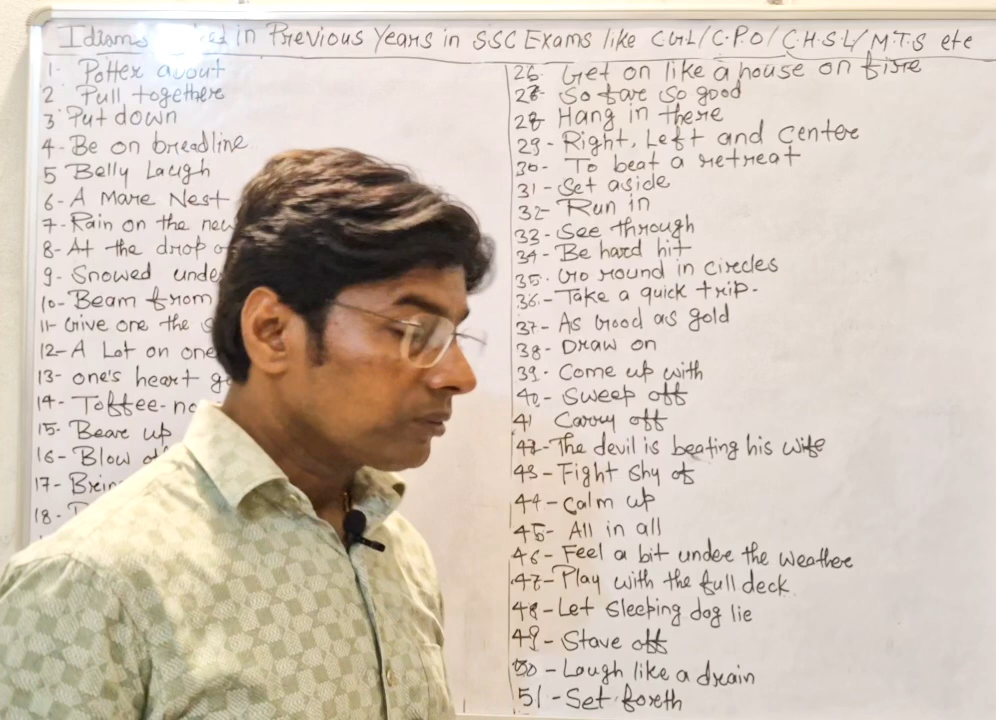 Idioms in Previous Years in SSC Exams like CGL/C.P.O/C.H.S.L/M.T.S etc
1- Potter about
2 Pull together
3 Put down
4- Be on breadline
5 Belly Laugh
6- A Mare Nest
7- Rain on the
8- At the drop
9- Snowed
10- Beam from
11- Give one the
12- A Lot on
13- one's heart
14-
15- Bear up
16- Blow
17-
18-
26- Get on like a house on fire
27- So far so good
28- Hang in there
29- Right, Left and center
30- To beat a retreat
31- Set aside
32- Run in
33- See through
34- Be hard hit
35- Go round in circles
36- Take a quick trip-
37- As Good as gold
38- Draw on
39- Come up with
40- Sweep off
41 Carry off
42- The devil is beating his wife
43- Fight shy of
44- Calm up
45- All in all
46- Feel a bit under the weather
47- Play with the full deck.
48- Let Sleeping dog lie
49- Stave off
50- Laugh like a drain
51- Set forth